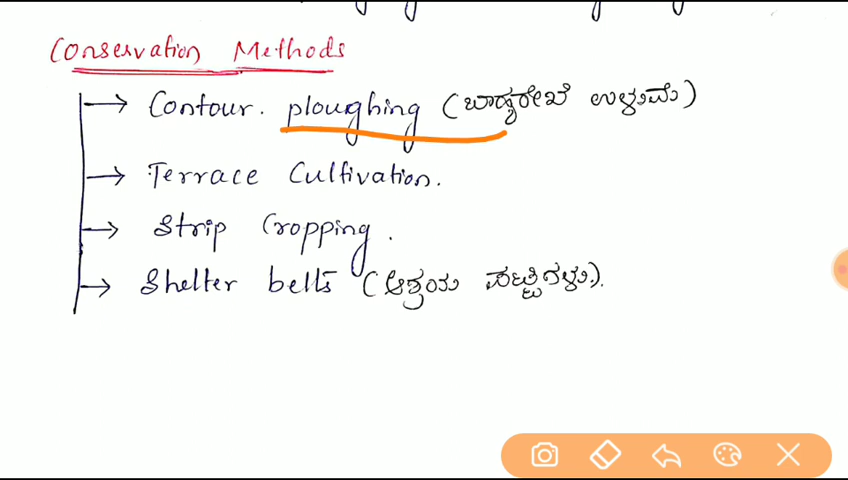 Conservation Methods
→ Contour. ploughing (ಬಾಹ್ಯರೇಖೆ ಉಳುಮೆ)
→ Terrace Cultivation.
→ Strip Cropping.
→ Shelter belts (ಆಶ್ರಯ ಪಟ್ಟಿಗಳು).